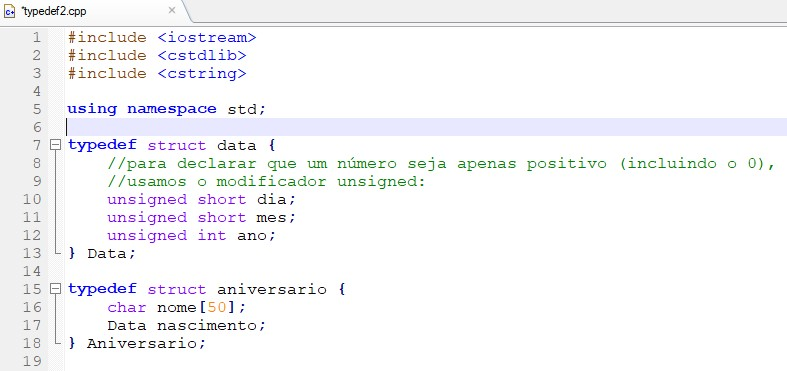 *typedef2.cpp
1 #include <iostream>
2 #include <cstdlib>
3 #include <cstring>
4
5 using namespace std;
6
7 typedef struct data {
8 //para declarar que um número seja apenas positivo (incluindo o 0),
9 //usamos o modificador unsigned:
10 unsigned short dia;
11 unsigned short mes;
12 unsigned int ano;
13 } Data;
14
15 typedef struct aniversario {
16 char nome[50];
17 Data nascimento;
18 } Aniversario;
19